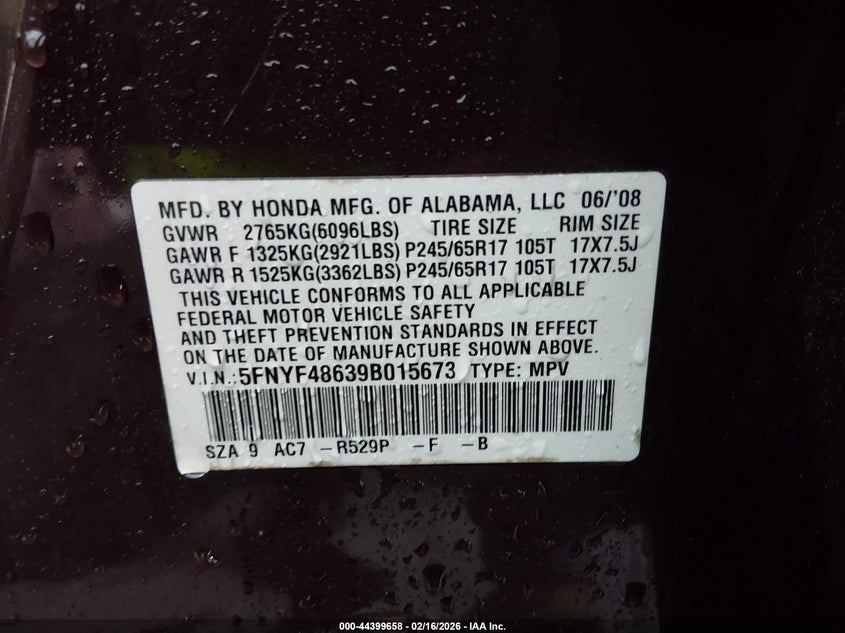 MFD. BY HONDA MFG. OF ALABAMA, LLC 06/'08
GVWR 2765KG(6096LBS) TIRE SIZE RIM SIZE
GAWR F 1325KG(2921LBS) P245/65R17 105T 17X7.5J
GAWR R 1525KG(3362LBS) P245/65R17 105T 17X7.5J
THIS VEHICLE CONFORMS TO ALL APPLICABLE
FEDERAL MOTOR VEHICLE SAFETY
AND THEFT PREVENTION STANDARDS IN EFFECT
ON THE DATE OF MANUFACTURE SHOWN ABOVE.
V.I.N.: 5FNYF48639B015673 TYPE: MPV
SZA 9 AC7 -R529P -F -B
000-44399658 - 02/16/2026 - IAA Inc.